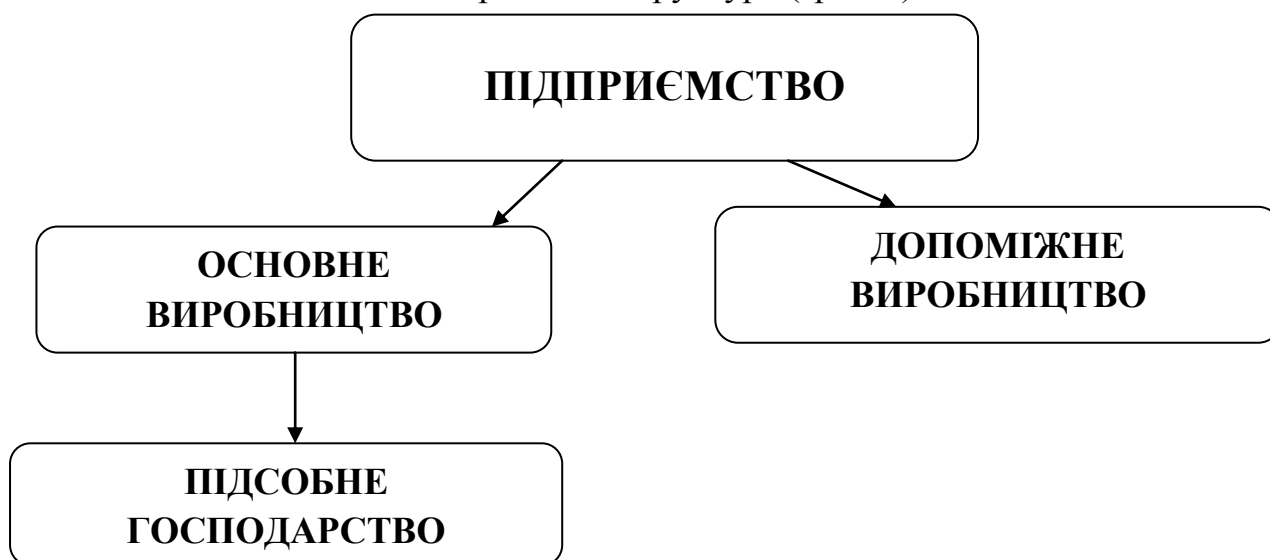 ПІДПРИЄМСТВО
ОСНОВНЕ
ВИРОБНИЦТВО
ДОПОМІЖНЕ
ВИРОБНИЦТВО
ПІДСОБНЕ
ГОСПОДАРСТВО